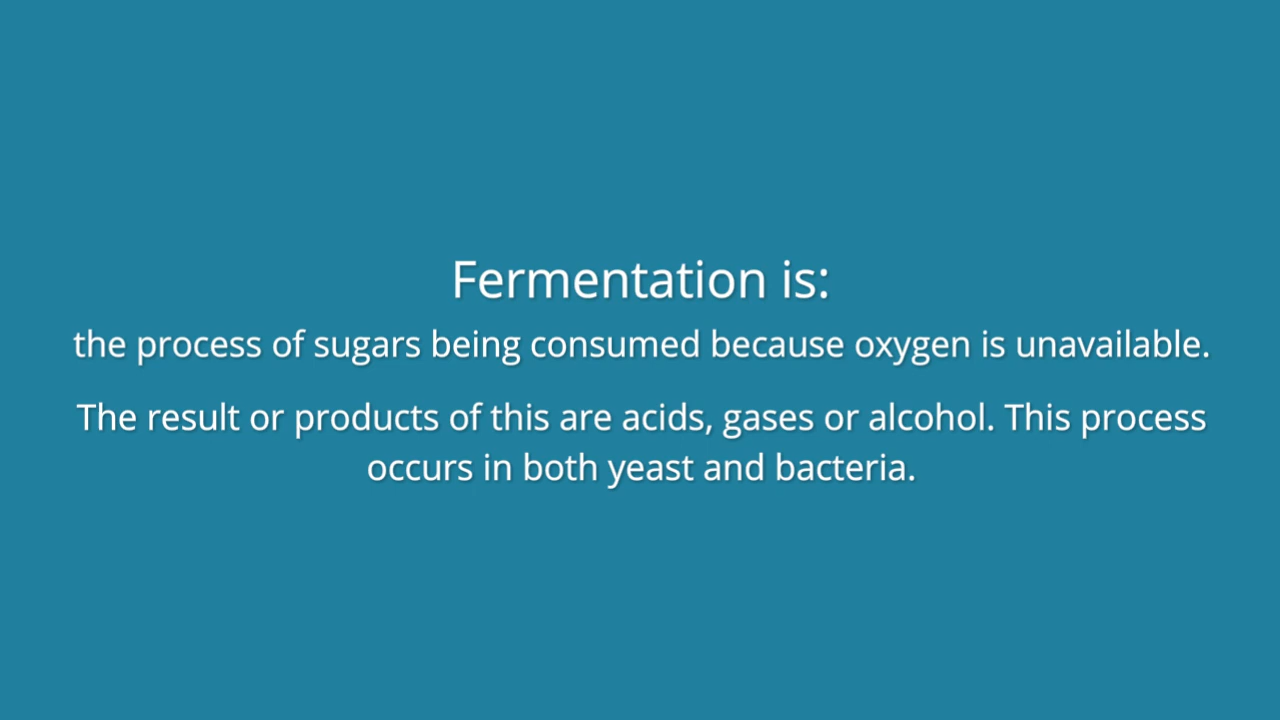 Fermentation is:
the process of sugars being consumed because oxygen is unavailable.
The result or products of this are acids, gases or alcohol. This process
occurs in both yeast and bacteria.